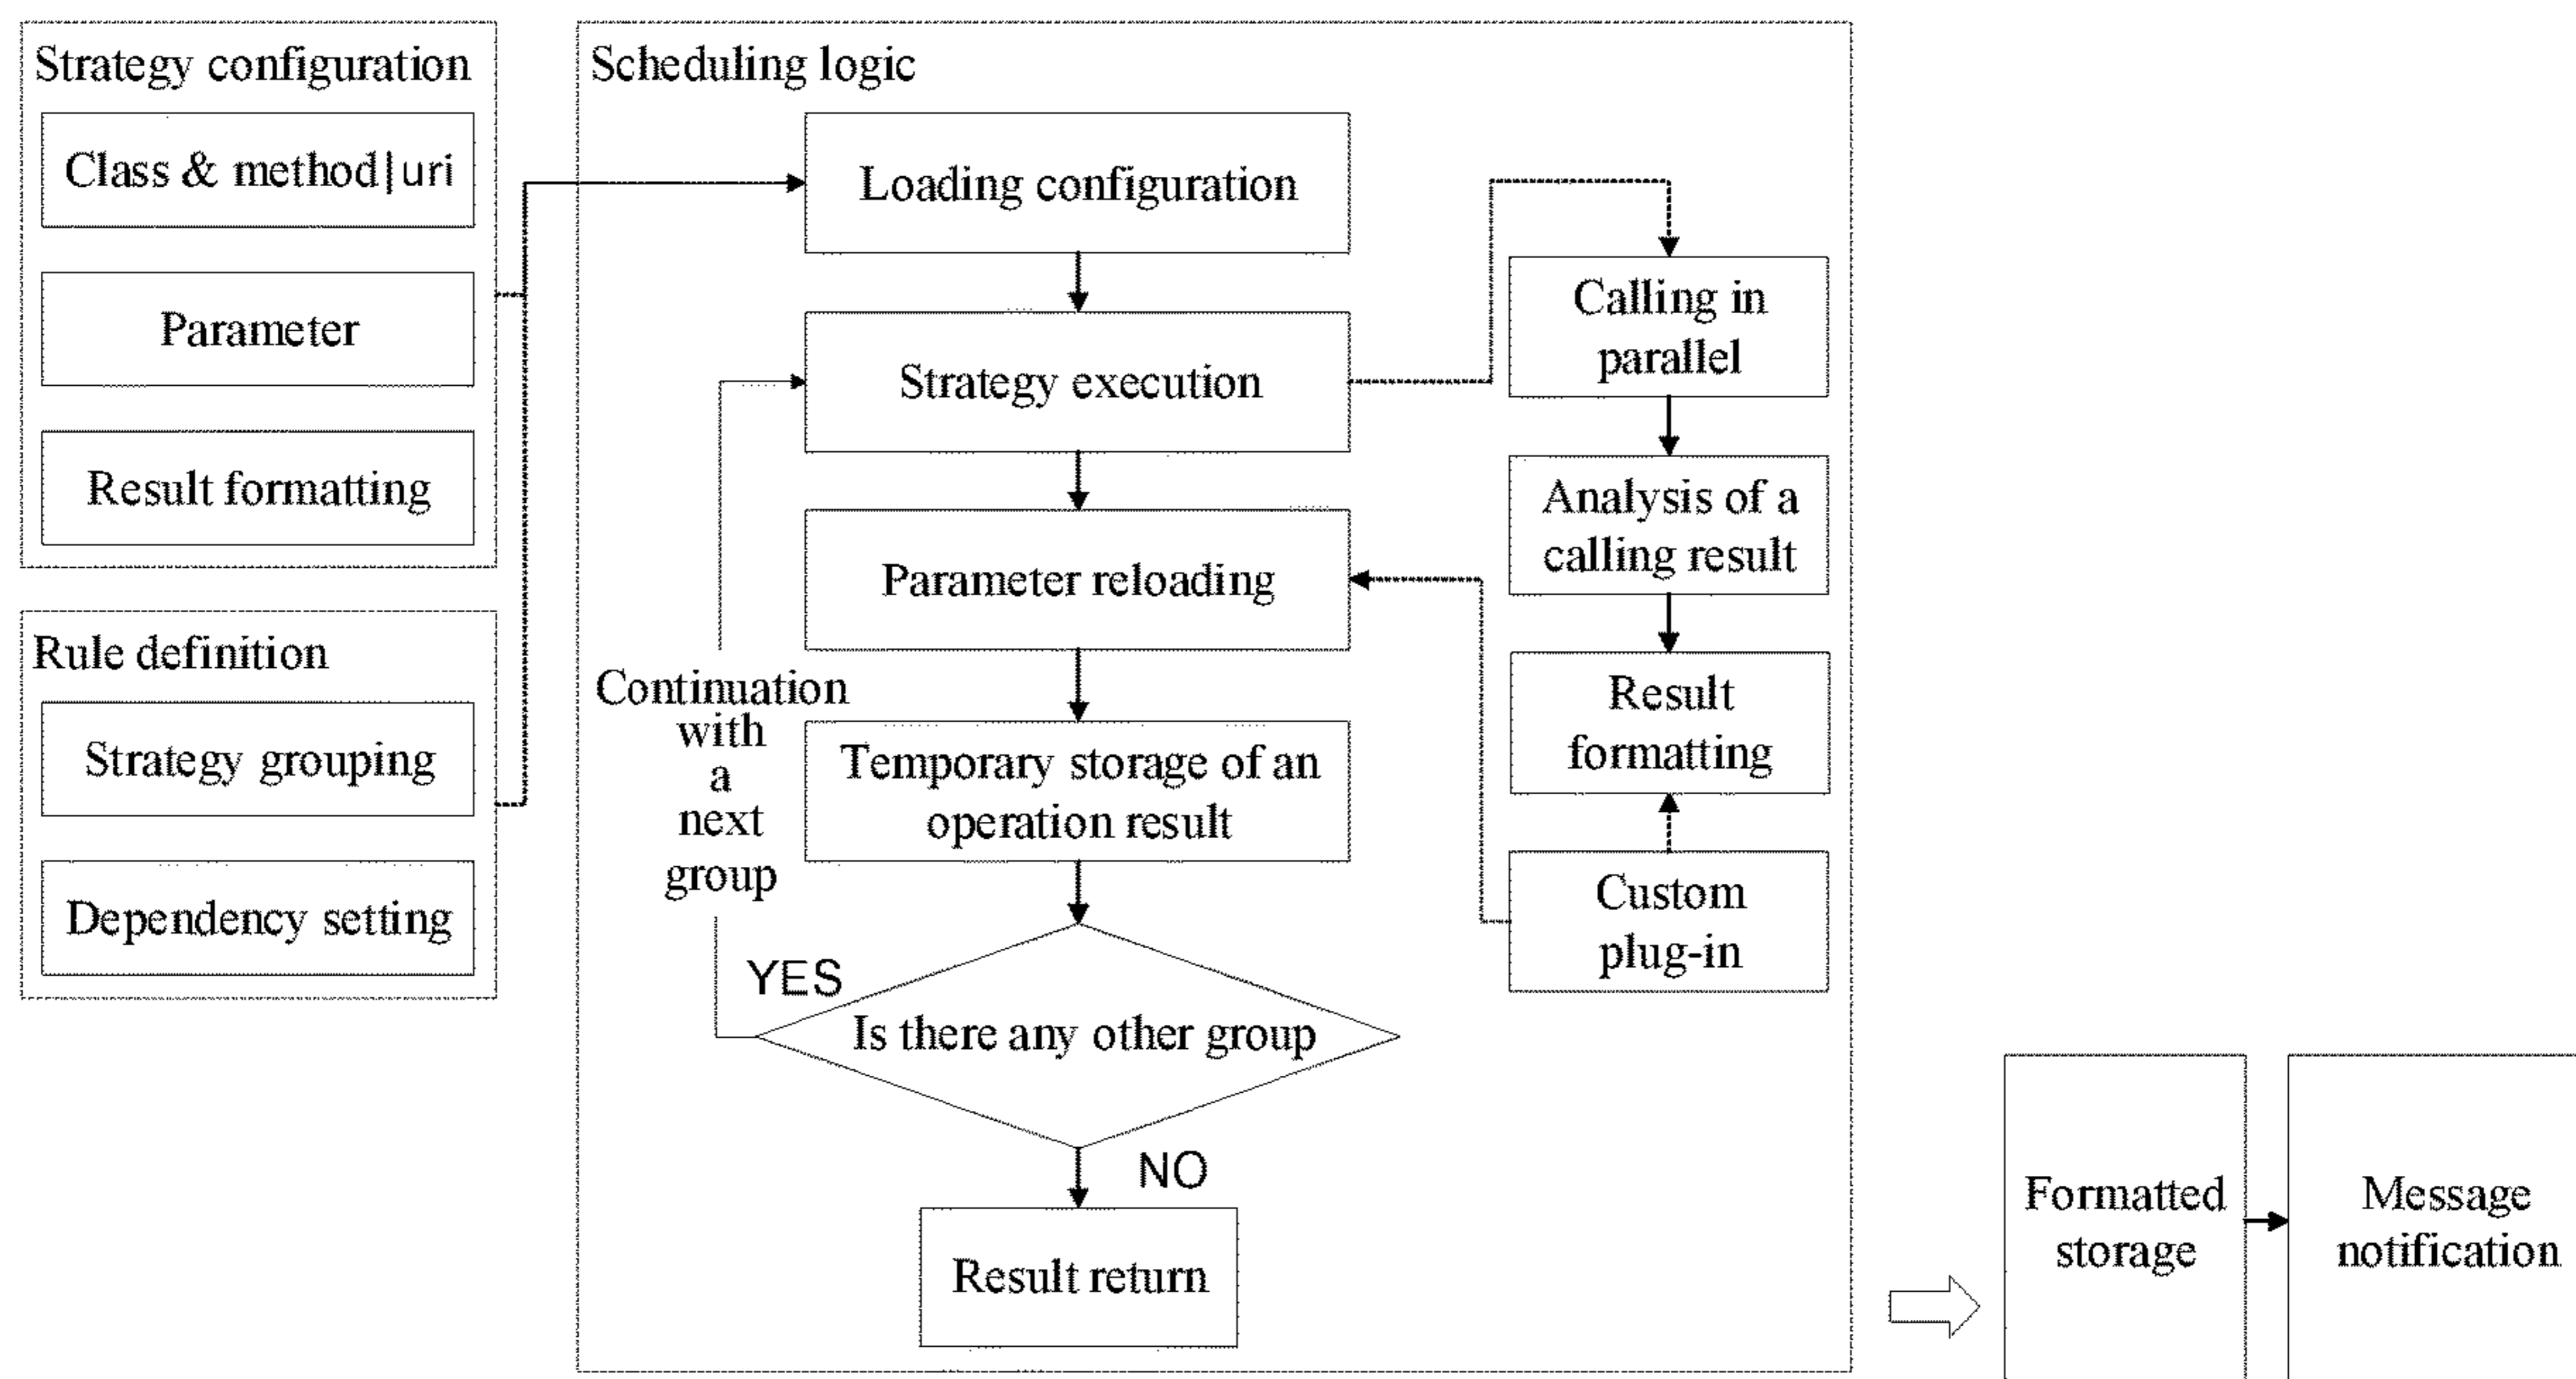 Strategy configuration
Class & method|uri
Parameter
Result formatting
Rule definition
Strategy grouping
Dependency setting
Scheduling logic
Loading configuration
Strategy execution
Parameter reloading
Temporary storage of an
operation result
Is there any other group
YES
Continuation
with
a
next
group
NO
Result return
Calling in
parallel
Analysis of a
calling result
Result
formatting
Custom
plug-in
Formatted
storage
Message
notification